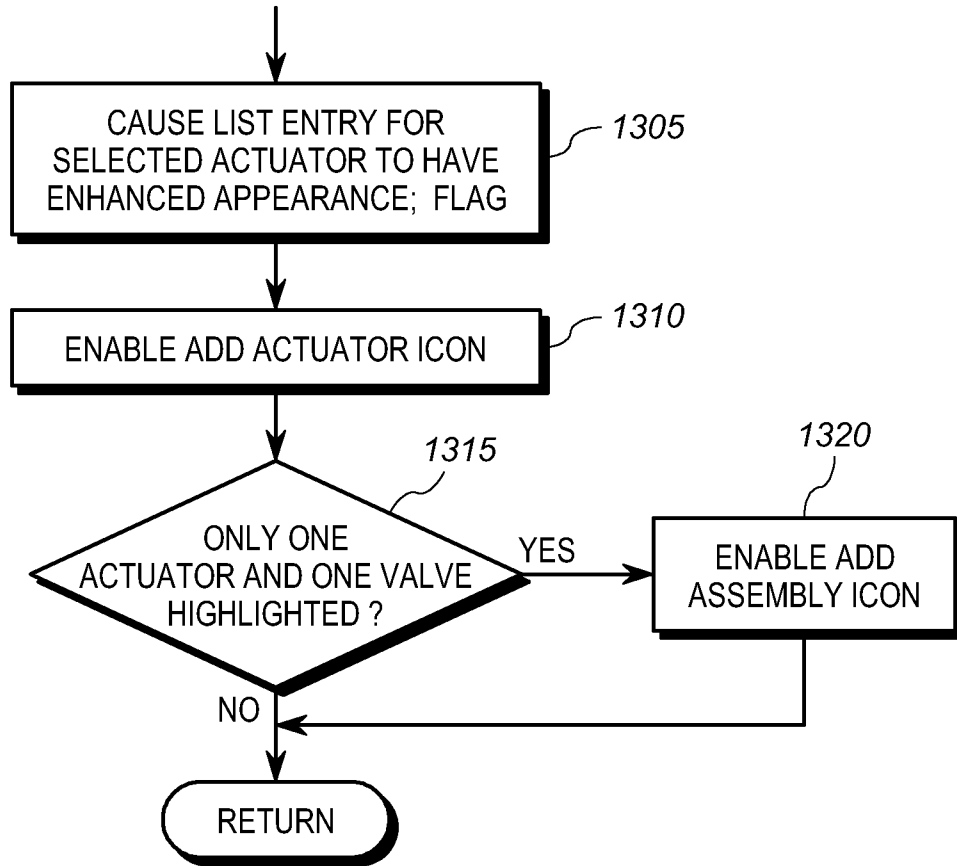 CAUSE LIST ENTRY FOR
SELECTED ACTUATOR TO HAVE
ENHANCED APPEARANCE; FLAG
1305
ENABLE ADD ACTUATOR ICON
1310
1315
ONLY ONE
ACTUATOR AND ONE VALVE
HIGHLIGHTED ?
YES
1320
ENABLE ADD
ASSEMBLY ICON
NO
RETURN